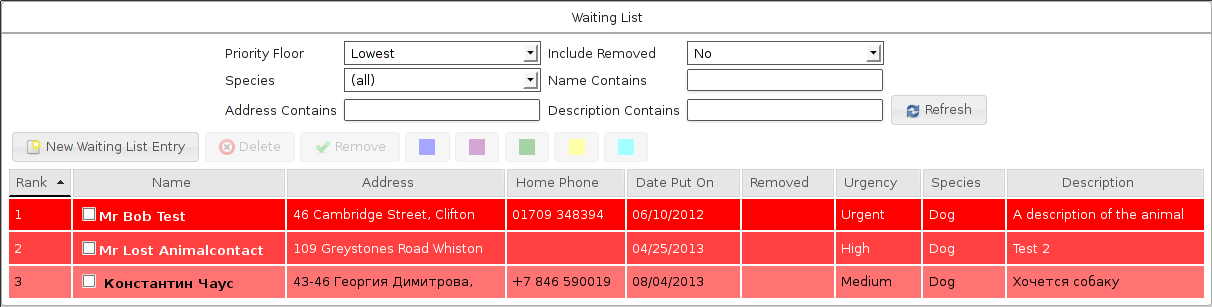 Waiting List
Priority Floor Lowest Include Removed No
Species (all) Name Contains
Address Contains Description Contains Refresh
New Waiting List Entry Delete Remove
Rank Name Address Home Phone Date Put On Removed Urgency Species Description
1 Mr Bob Test 46 Cambridge Street, Clifton 01709 348394 06/10/2012 Urgent Dog A description of the animal
2 Mr Lost Animalcontact 109 Greystones Road Whiston 04/25/2013 High Dog Test 2
3 Константин Чаус 43-46 Георгия Димитрова, +7 846 590019 08/04/2013 Medium Dog Хочется собаку